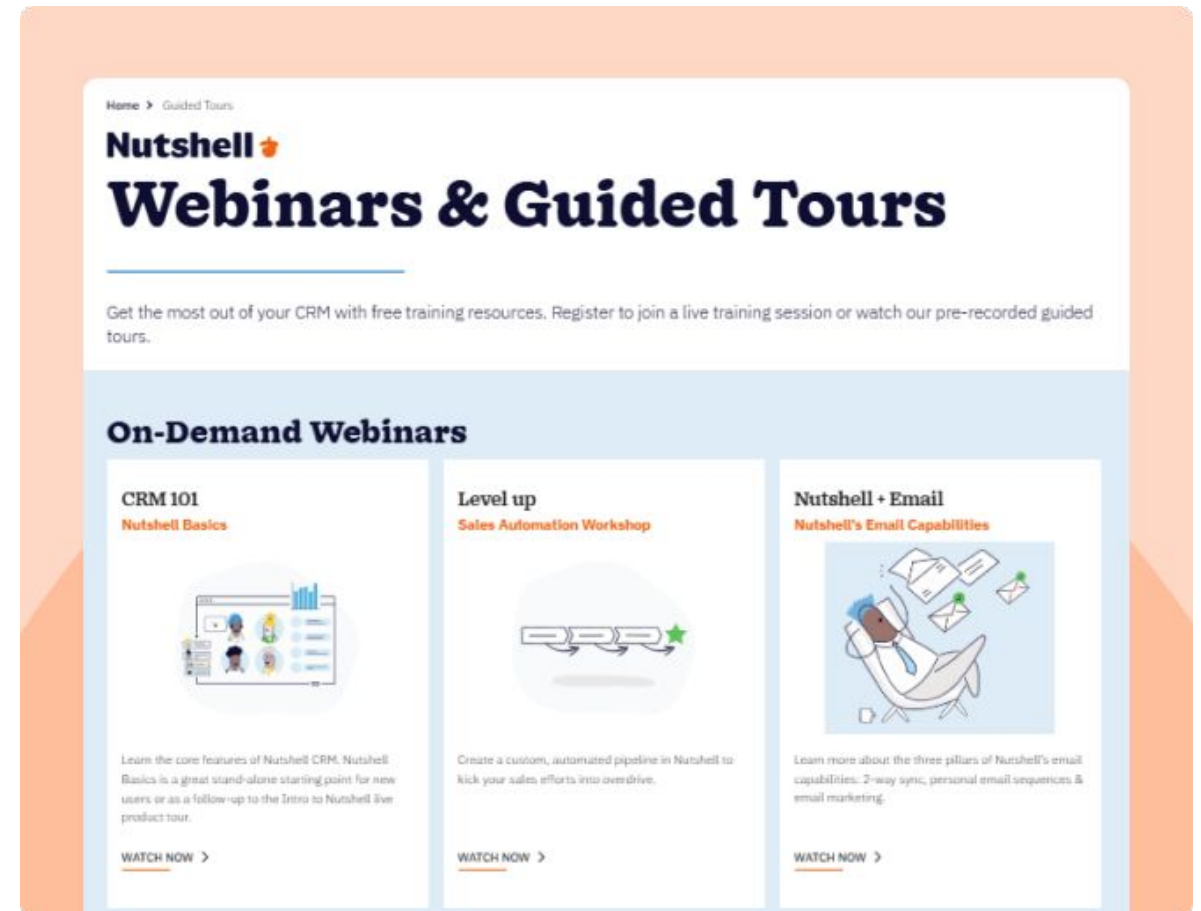 Home > Guided Tours
Nutshell
Webinars & Guided Tours
Get the most out of your CRM with free training resources. Register to join a live training session or watch our pre-recorded guided
tours.
On-Demand Webinars
CRM 101
Nutshell Basics
Learn the core features of Nutshell CRM. Nutshell
Basics is a great stand-alone starting point for new
users or as a follow-up to the Intro to Nutshell live
product tour.
WATCH NOW >
Level up
Sales Automation Workshop
Create a custom, automated pipeline in Nutshell to
kick your sales efforts into overdrive.
WATCH NOW >
Nutshell + Email
Nutshell's Email Capabilities
Learn more about the three pillars of Nutshell's email
capabilities: 2-way sync, personal email sequences &
email marketing.
WATCH NOW >